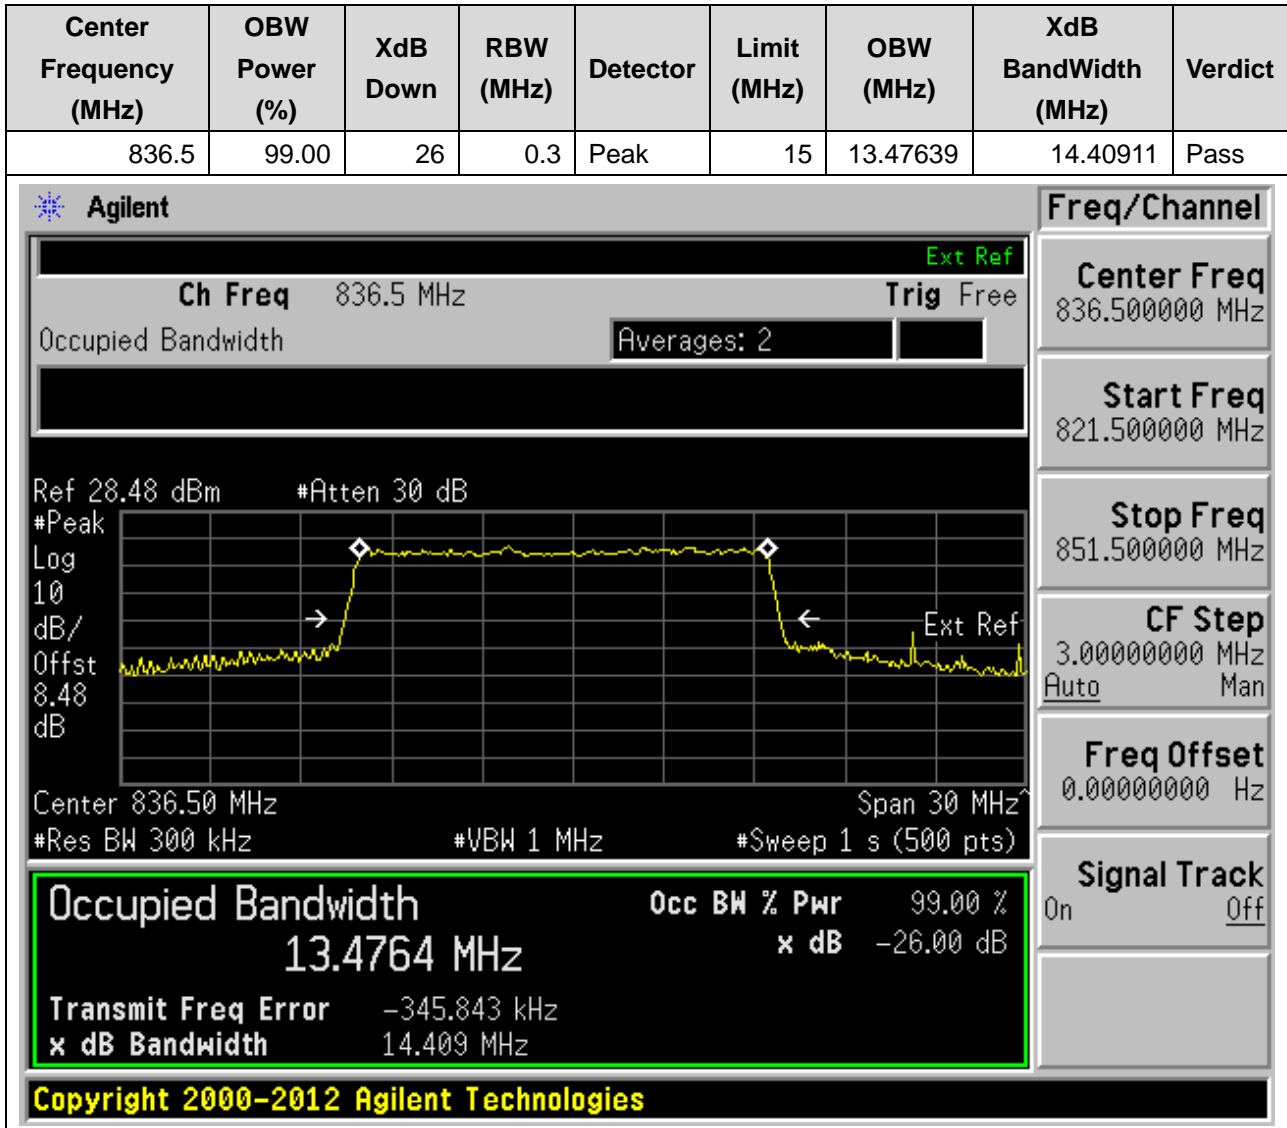 Center Frequency (MHz) OBW Power (%) XdB Down RBW (MHz) Detector Limit (MHz) OBW (MHz) XdB BandWidth (MHz) Verdict
836.5 99.00 26 0.3 Peak 15 13.47639 14.40911 Pass
Agilent
Freq/Channel
Ext Ref
Ch Freq 836.5 MHz Trig Free
Occupied Bandwidth Averages: 2
Center Freq
836.500000 MHz
Start Freq
821.500000 MHz
Stop Freq
851.500000 MHz
CF Step
3.00000000 MHz
Auto Man
Freq Offset
0.00000000 Hz
Signal Track
On Off
Ref 28.48 dBm #Atten 30 dB
#Peak
Log
10
dB/
Offst
8.48
dB
Ext Ref
Center 836.50 MHz Span 30 MHz^
#Res BW 300 kHz #VBW 1 MHz #Sweep 1 s (500 pts)
Occupied Bandwidth Occ BW % Pwr 99.00 %
13.4764 MHz x dB -26.00 dB
Transmit Freq Error -345.843 kHz
x dB Bandwidth 14.409 MHz
Copyright 2000-2012 Agilent Technologies